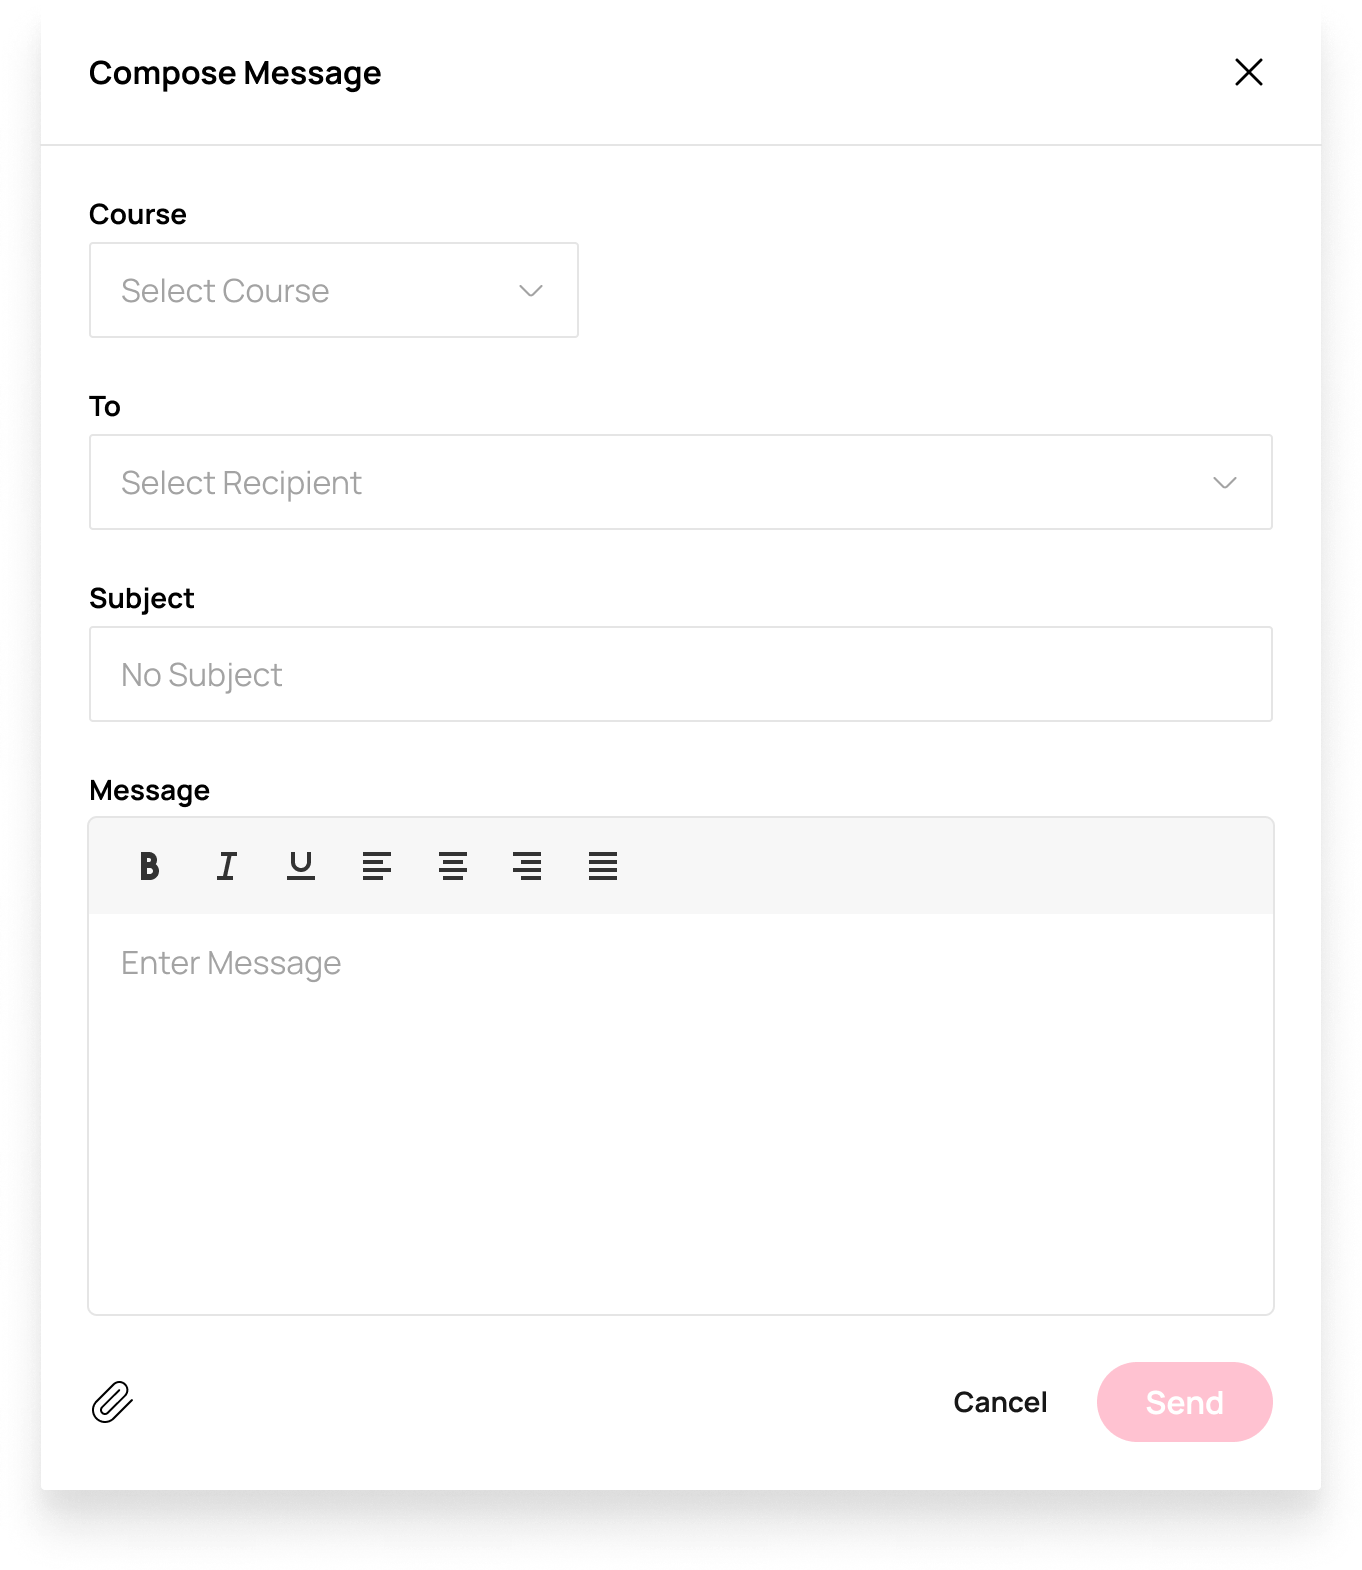 Compose Message
Course
Select Course
To
Select Recipient
Subject
No Subject
Message
B I U
Enter Message
Cancel
Send